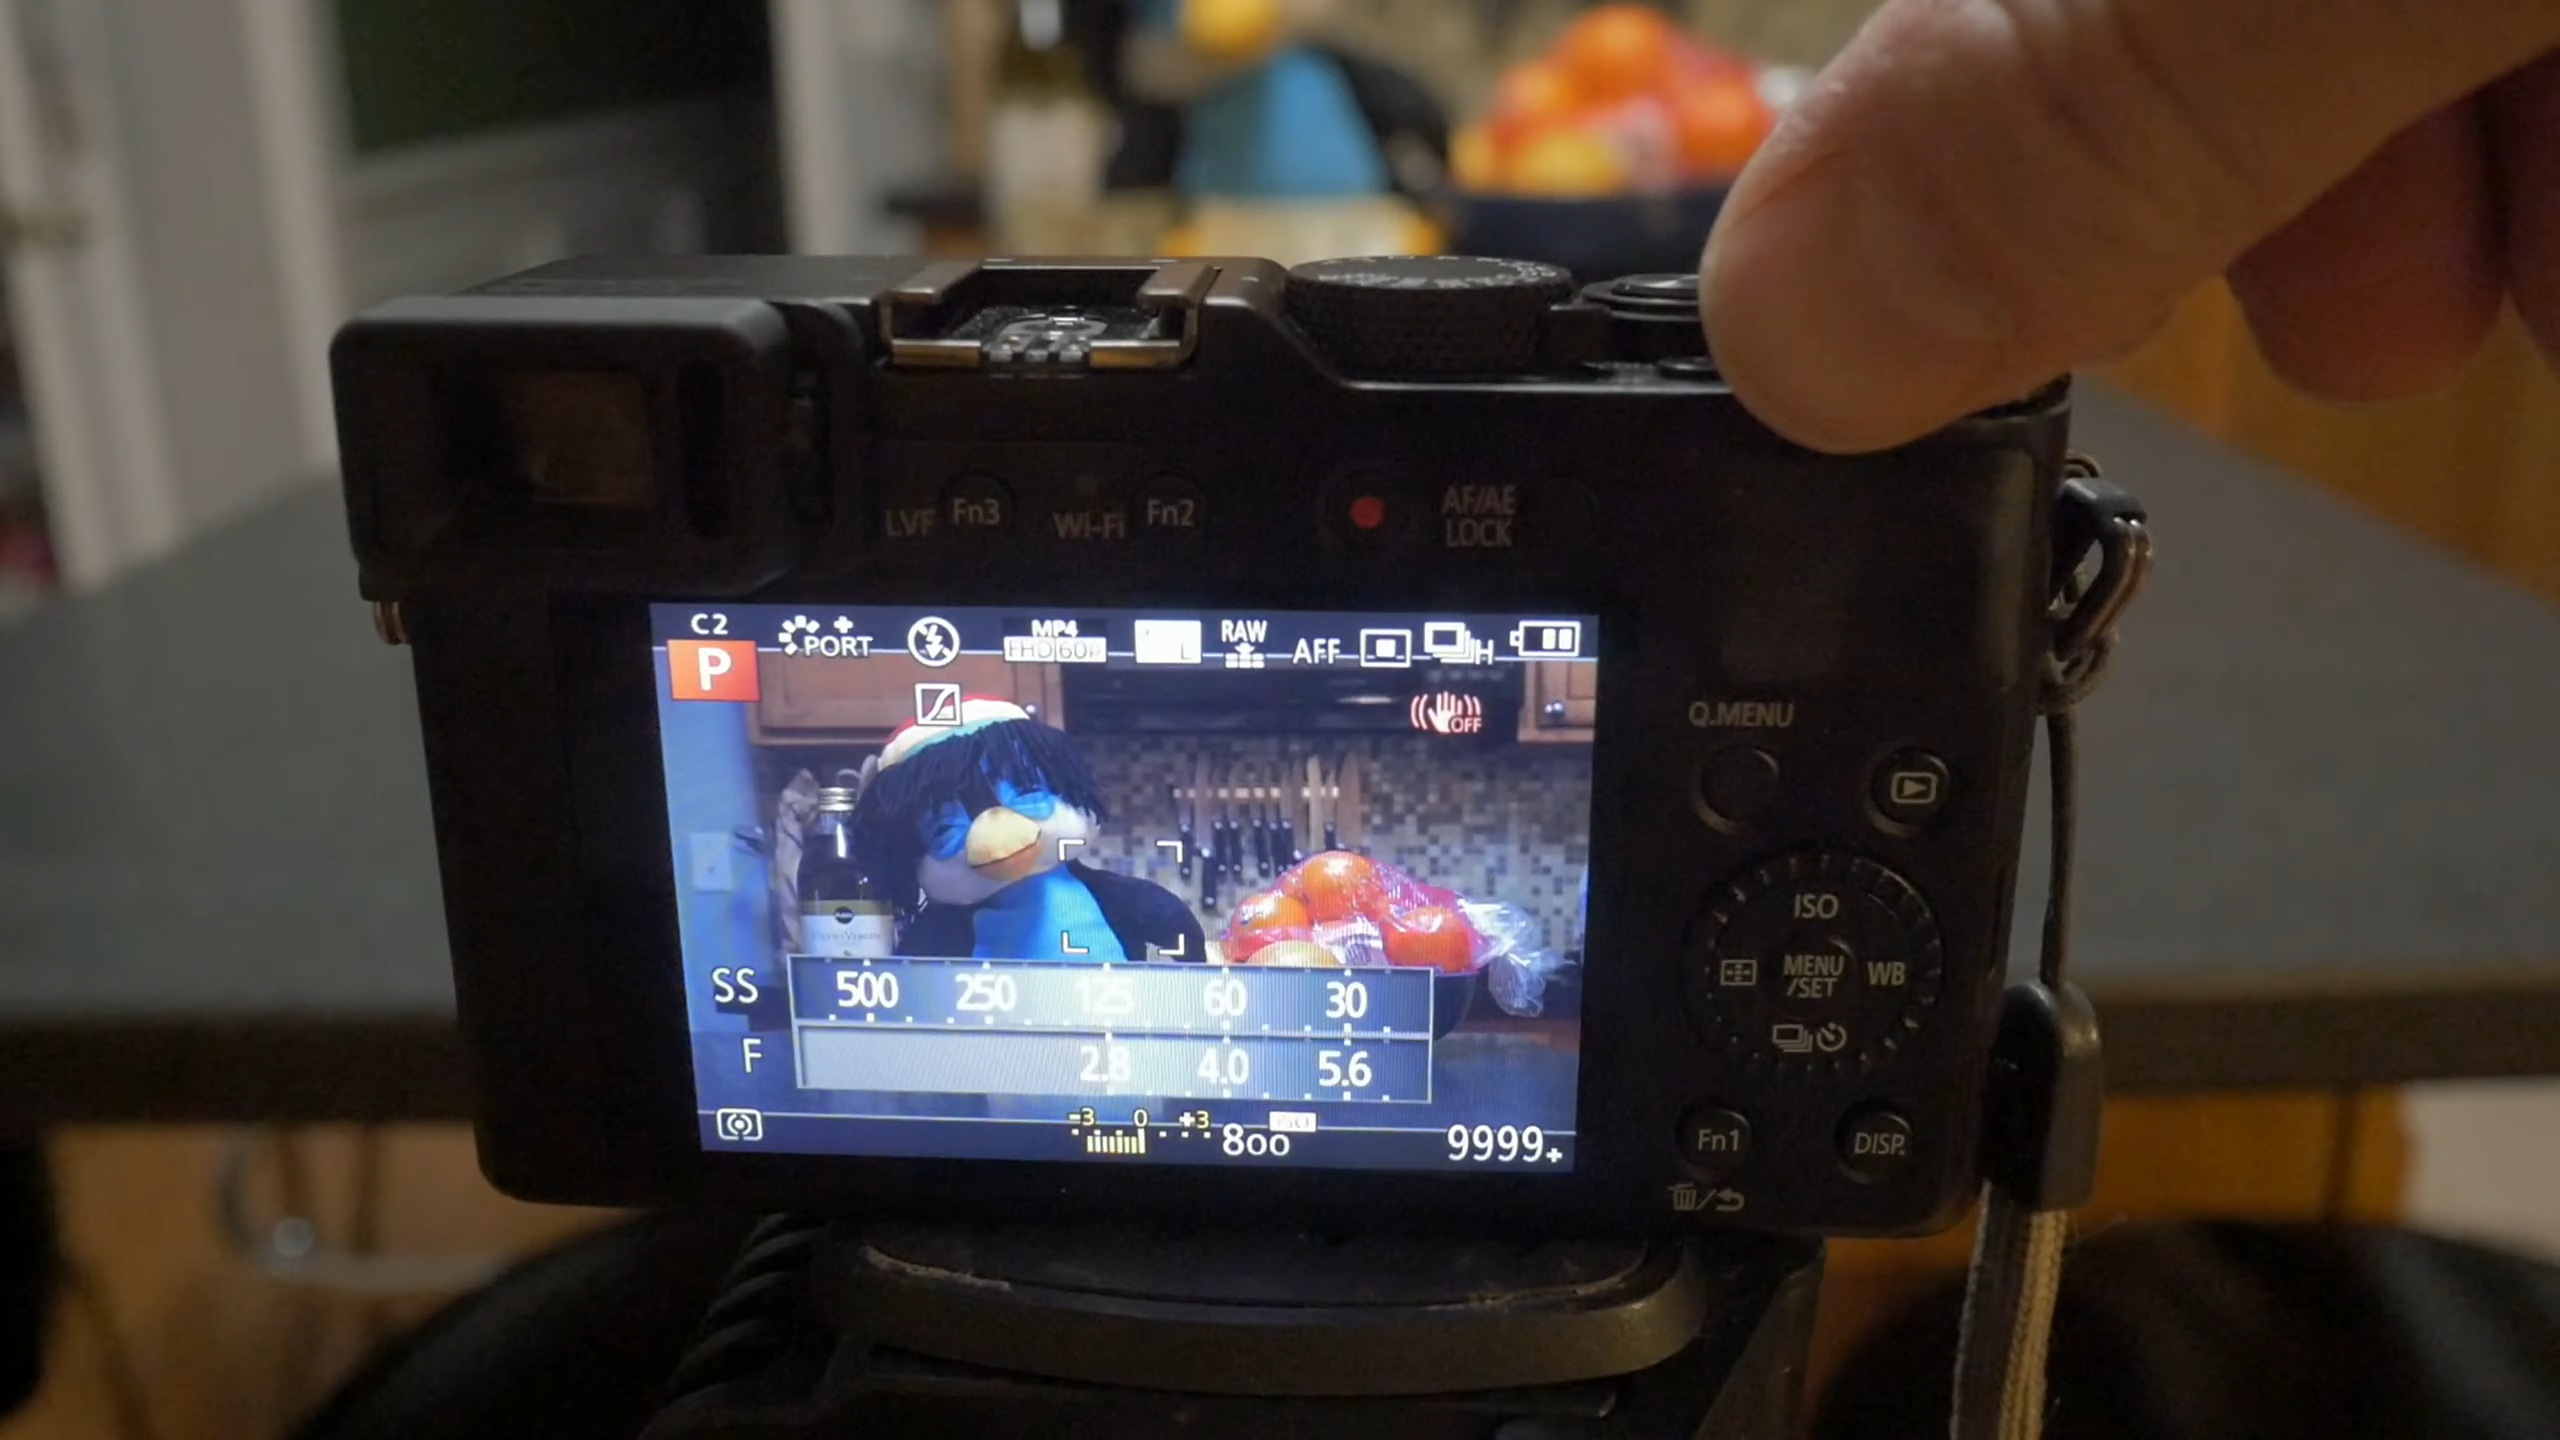 LVF Fn3 Wi-Fi Fn2 AF/AE
LOCK
C2 PORT MP4 FHD 60p L RAW AFF H
P
OFF
Q.MENU
ISO
MENU
/SET
WB
EXTRA VIRGIN
SS 500 250 125 60 30
F 2.8 4.0 5.6
-3 0 +3 ISO
800 9999+
Fn1 DISP.